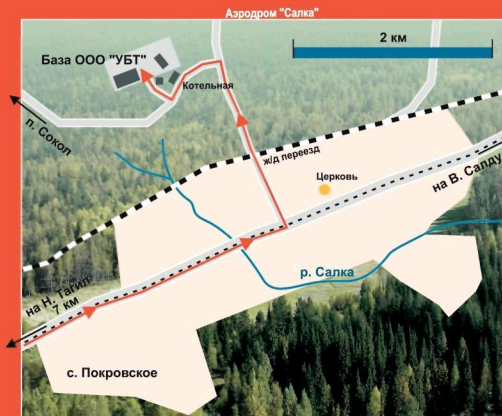 Аэродром "Салка"
2 км
База ООО "УБТ"
Котельная
п. Сокол
ж/д переезд
Церковь
на В. Салду
р. Салка
на Н. Тагил
7 км
с. Покровское